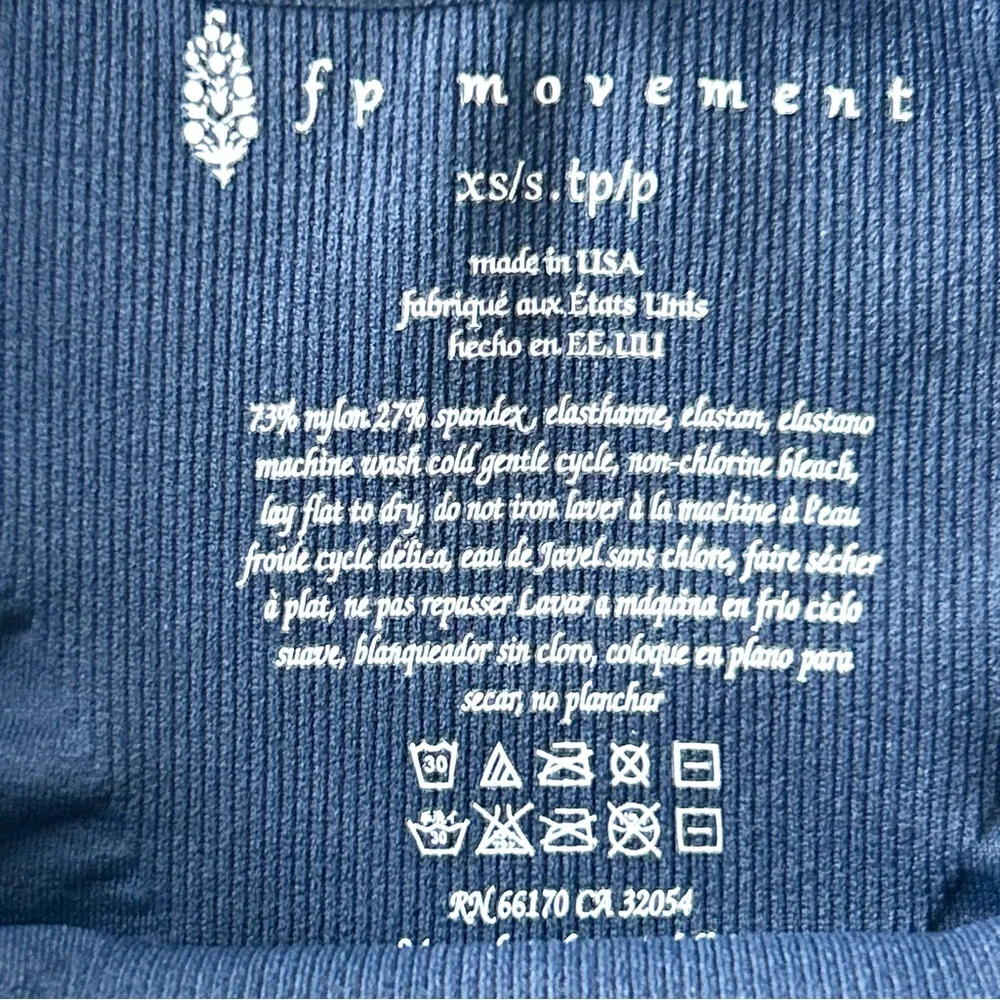 fp movement
xs/s.tp/p
made in USA
fabriqué aux États Unis
hecho en EE.UU
73% nylon 27% spandex, elasthanne, elastan, elastano
machine wash cold gentle cycle, non-chlorine bleach,
lay flat to dry, do not iron laver à la machine à l'eau
froide cycle délica, eau de Javel sans chlore, faire sécher
à plat, ne pas repasser Lavar a máquina en frío ciclo
suave, blanqueador sin cloro, coloque en plano para
secar, no planchar
30
30
RN 66170 CA 32054